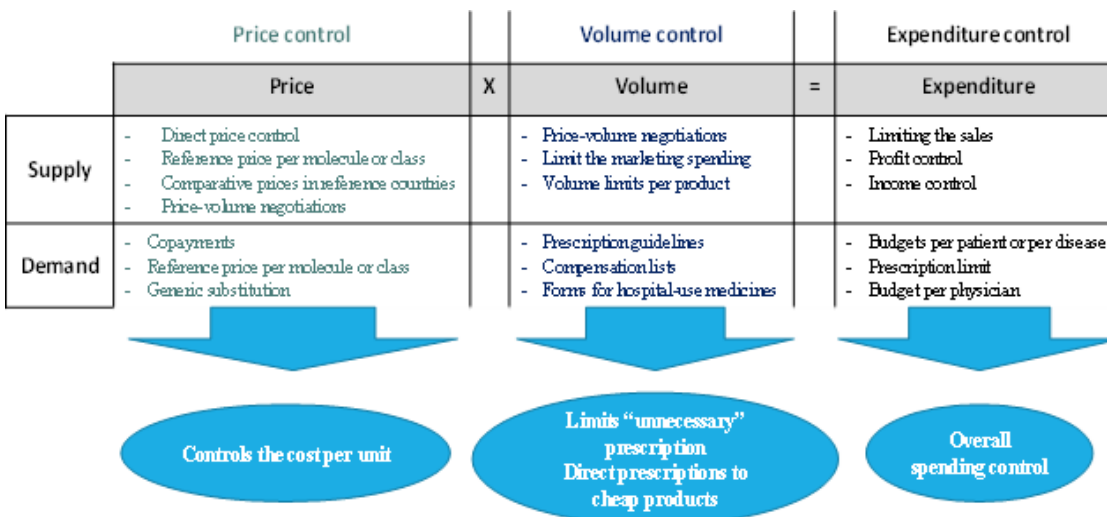 Price control
Volume control
Expenditure control
Price
X
Volume
=
Expenditure
Supply
- Direct price control
- Reference price per molecule or class
- Comparative prices in reference countries
- Price-volume negotiations
- Price-volume negotiations
- Limit the marketing spending
- Volume limits per product
- Limiting the sales
- Profit control
- Income control
Demand
- Copayments
- Reference price per molecule or class
- Generic substitution
- Prescription guidelines
- Compensation lists
- Forms for hospital-use medicines
- Budgets per patient or per disease
- Prescription limit
- Budget per physician
Controls the cost per unit
Limits “unnecessary”
prescription
Direct prescriptions to
cheap products
Overall
spending control